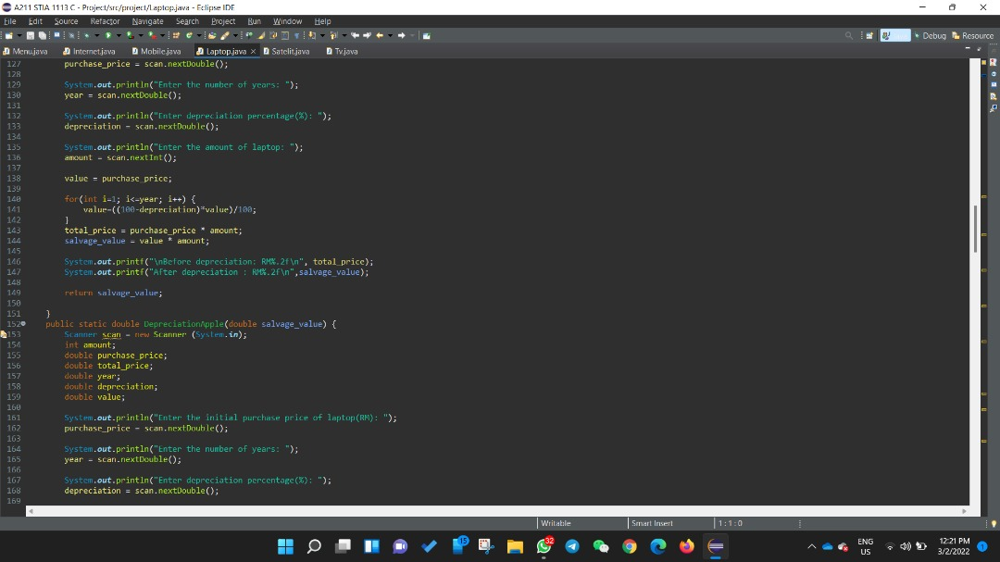 A211 STIA 1113 C - Project/src/project/Laptop.java - Eclipse IDE
File Edit Source Refactor Navigate Search Project Run Window Help
Debug Resource
Menu.java Internet.java Mobile.java Laptop.java × Satelit.java Tv.java
127 purchase_price = scan.nextDouble();
128
129 System.out.println("Enter the number of years: ");
130 year = scan.nextDouble();
131
132 System.out.println("Enter depreciation percentage(%): ");
133 depreciation = scan.nextDouble();
134
135 System.out.println("Enter the amount of laptop: ");
136 amount = scan.nextInt();
137
138 value = purchase_price;
139
140 for(int i=1; i<=year; i++) {
141 value=((100-depreciation)*value)/100;
142 }
143 total_price = purchase_price * amount;
144 salvage_value = value * amount;
145
146 System.out.printf("\nBefore depreciation: RM%.2f\n", total_price);
147 System.out.printf("After depreciation : RM%.2f\n",salvage_value);
148
149 return salvage_value;
150
151 }
152 public static double DepreciationApple(double salvage_value) {
153 Scanner scan = new Scanner (System.in);
154 int amount;
155 double purchase_price;
156 double total_price;
157 double year;
158 double depreciation;
159 double value;
160
161 System.out.println("Enter the initial purchase price of laptop(RM): ");
162 purchase_price = scan.nextDouble();
163
164 System.out.println("Enter the number of years: ");
165 year = scan.nextDouble();
166
167 System.out.println("Enter depreciation percentage(%): ");
168 depreciation = scan.nextDouble();
169
Writable Smart Insert 1 : 1 : 0
15 32 ENG US 12:21 PM 3/2/2022 1